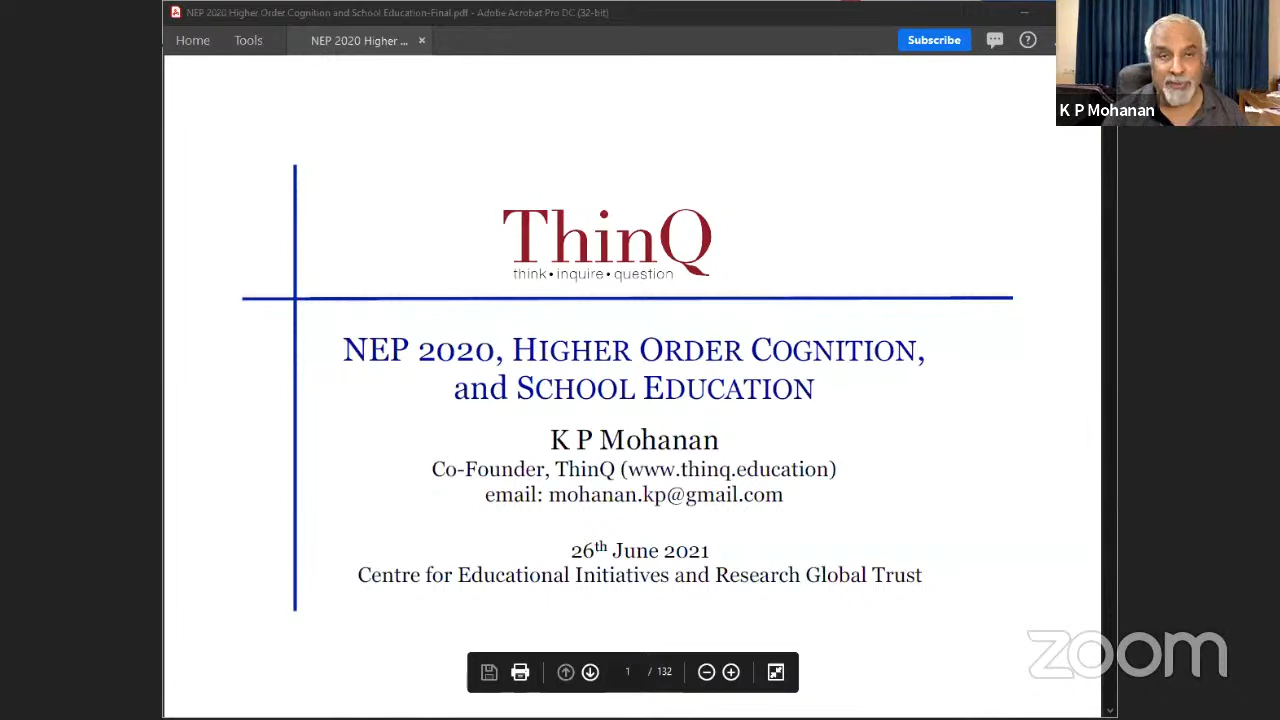 NEP 2020 Higher Order Cognition and School Education-Final.pdf - Adobe Acrobat Pro DC (32-bit)
Home Tools NEP 2020 Higher ... × Subscribe ?
K P Mohanan
ThinQ
think • inquire • question
NEP 2020, HIGHER ORDER COGNITION,
and SCHOOL EDUCATION
K P Mohanan
Co-Founder, ThinQ (www.thinq.education)
email: mohanan.kp@gmail.com
26th June 2021
Centre for Educational Initiatives and Research Global Trust
zoom
1 / 132